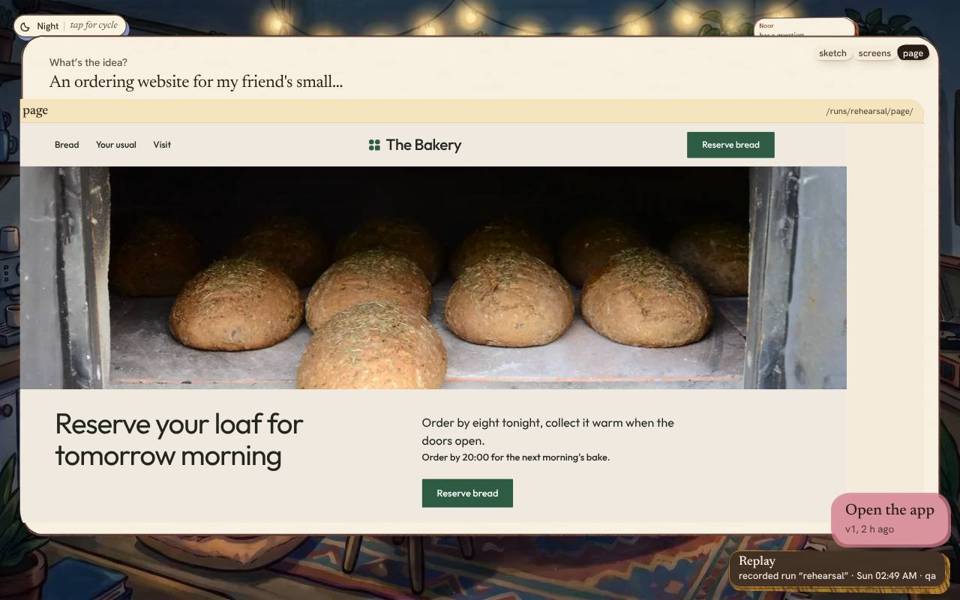 Night | tap for cycle
Noor
What's the idea?
An ordering website for my friend's small...
sketch screens page
page
/runs/rehearsal/page/
Bread Your usual Visit
The Bakery
Reserve bread
Reserve your loaf for
tomorrow morning
Order by eight tonight, collect it warm when the
doors open.
Order by 20:00 for the next morning's bake.
Reserve bread
Open the app
v1, 2 h ago
Replay
recorded run "rehearsal" · Sun 02:49 AM · qa